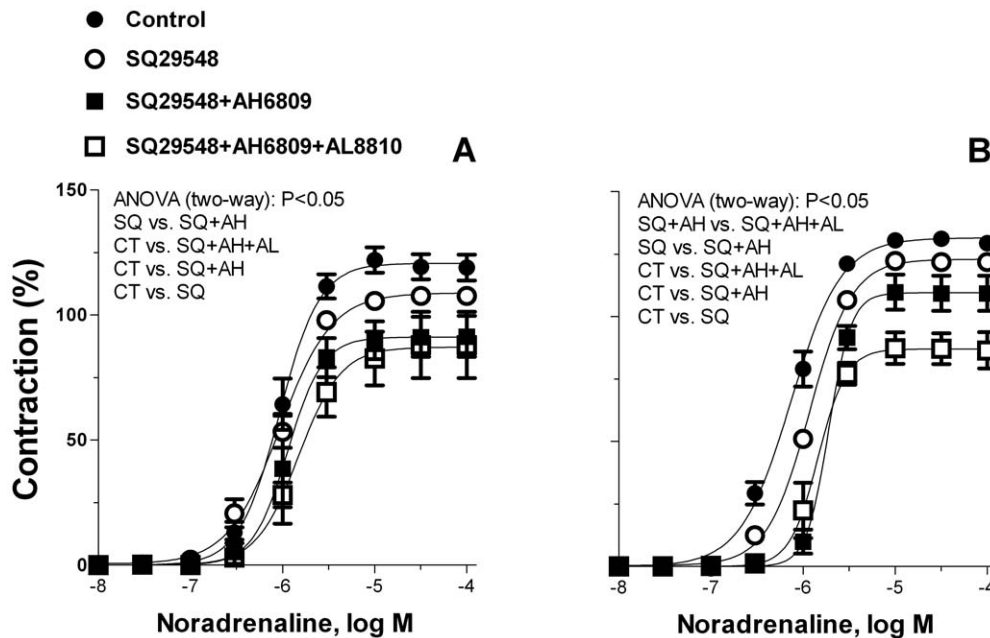 Control
SQ29548
SQ29548+AH6809
SQ29548+AH6809+AL8810
A
B
150
100
50
0
Contraction (%)
ANOVA (two-way): P<0.05
SQ vs. SQ+AH
CT vs. SQ+AH+AL
CT vs. SQ+AH
CT vs. SQ
-8 -7 -6 -5 -4
Noradrenaline, log M
ANOVA (two-way): P<0.05
SQ+AH vs. SQ+AH+AL
SQ vs. SQ+AH
CT vs. SQ+AH+AL
CT vs. SQ+AH
CT vs. SQ
-8 -7 -6 -5 -4
Noradrenaline, log M